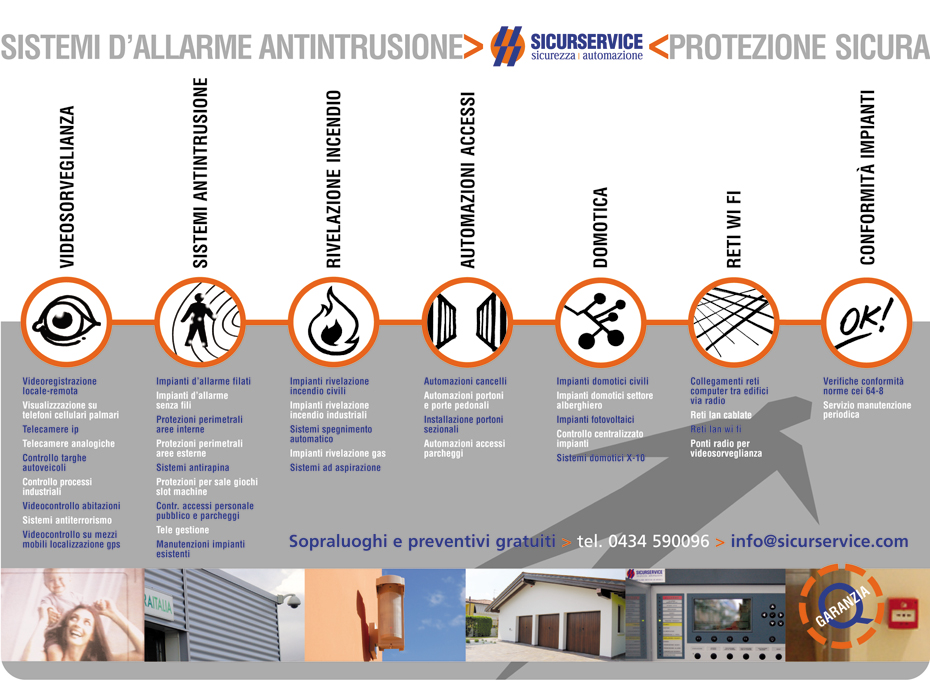 SISTEMI D'ALLARME ANTINTRUSIONE> SICURSERVICE <PROTEZIONE SICURA
sicurezza | automazione
VIDEOSORVEGLIANZA
SISTEMI ANTINTRUSIONE
RIVELAZIONE INCENDIO
AUTOMAZIONI ACCESSI
DOMOTICA
RETI WI FI
CONFORMITÀ IMPIANTI
OK!
Videoregistrazione
locale-remota
Visualizzazione su
telefoni cellulari palmari
Telecamere ip
Telecamere analogiche
Controllo targhe
autoveicoli
Controllo processi
industriali
Videocontrollo abitazioni
Sistemi antiterrorismo
Videocontrollo su mezzi
mobili localizzazione gps
Impianti d'allarme filati
Impianti d'allarme
senza fili
Protezioni perimetrali
aree interne
Protezioni perimetrali
aree esterne
Sistemi antirapina
Protezioni per sale giochi
slot machine
Contr. accessi personale
pubblico e parcheggi
Tele gestione
Manutenzioni impianti
esistenti
Impianti rivelazione
incendio civili
Impianti rivelazione
incendio industriali
Sistemi spegnimento
automatico
Impianti rivelazione gas
Sistemi ad aspirazione
Automazioni cancelli
Automazioni portoni
e porte pedonali
Installazione portoni
sezionali
Automazioni accessi
parcheggi
Impianti domotici civili
Impianti domotici settore
alberghiero
Impianti fotovoltaici
Controllo centralizzato
impianti
Sistemi domotici X-10
Collegamenti reti
computer tra edifici
via radio
Reti lan cablate
Reti lan wi fi
Ponti radio per
videosorveglianza
Verifiche conformità
norme cei 64-8
Servizio manutenzione
periodica
Sopraluoghi e preventivi gratuiti > tel. 0434 590096 > info@sicurservice.com
RAITALIA
SICURSERVICE
GARANZIA